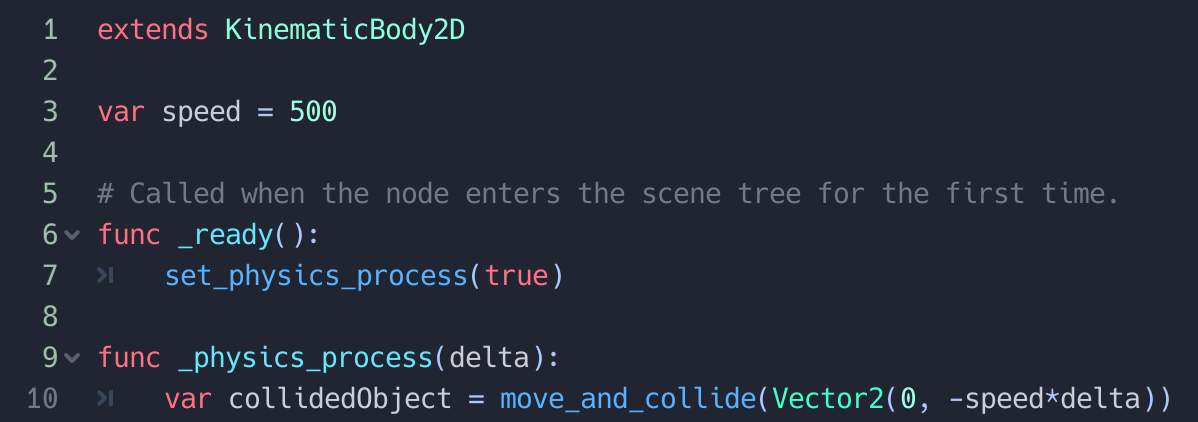 1 extends KinematicBody2D
2
3 var speed = 500
4
5 # Called when the node enters the scene tree for the first time.
6 func _ready():
7 set_physics_process(true)
8
9 func _physics_process(delta):
10 var collidedObject = move_and_collide(Vector2(0, -speed*delta))